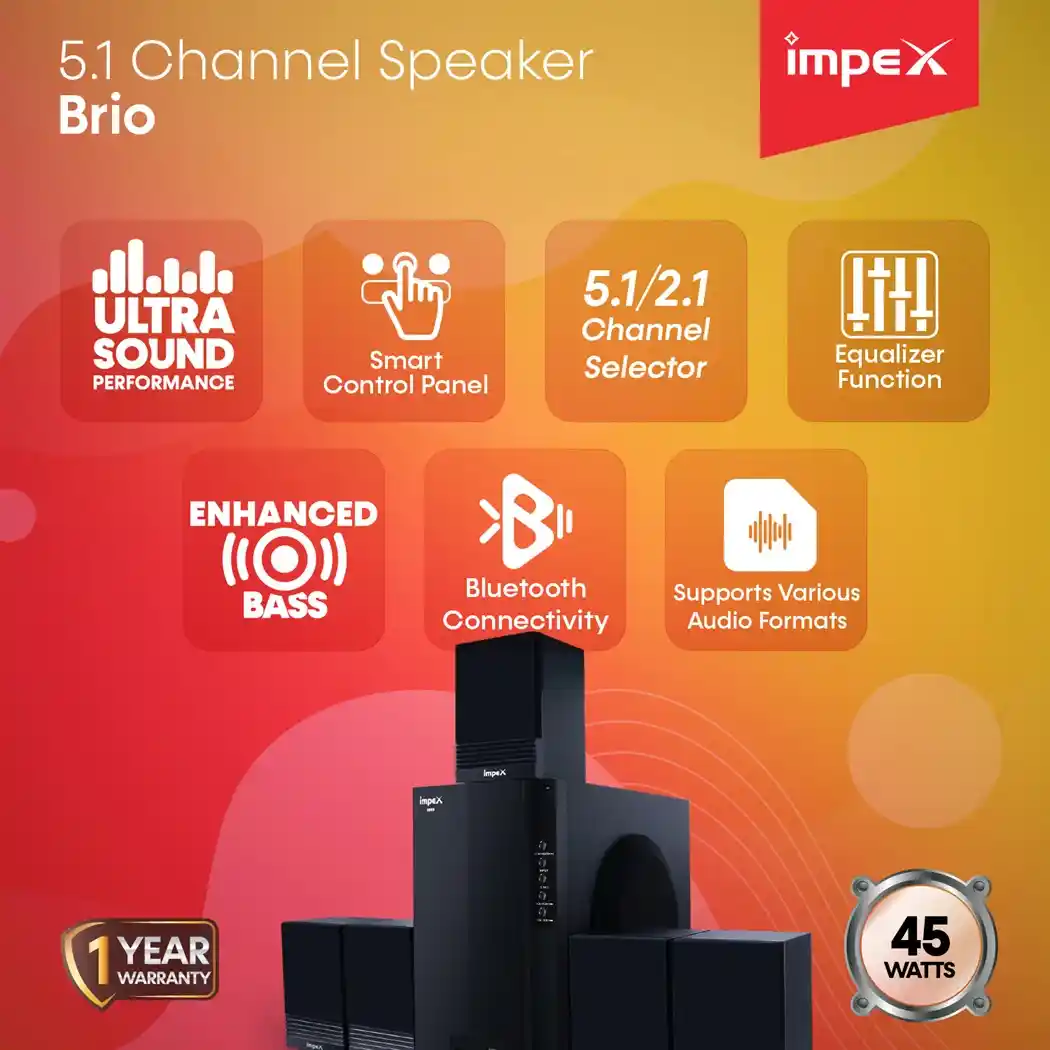 5.1 Channel Speaker
Brio
impex
ULTRA
SOUND
PERFORMANCE
Smart
Control Panel
5.1/2.1
Channel
Selector
Equalizer
Function
ENHANCED
BASS
Bluetooth
Connectivity
Supports Various
Audio Formats
impex
impex
impex
1 YEAR
WARRANTY
45
WATTS